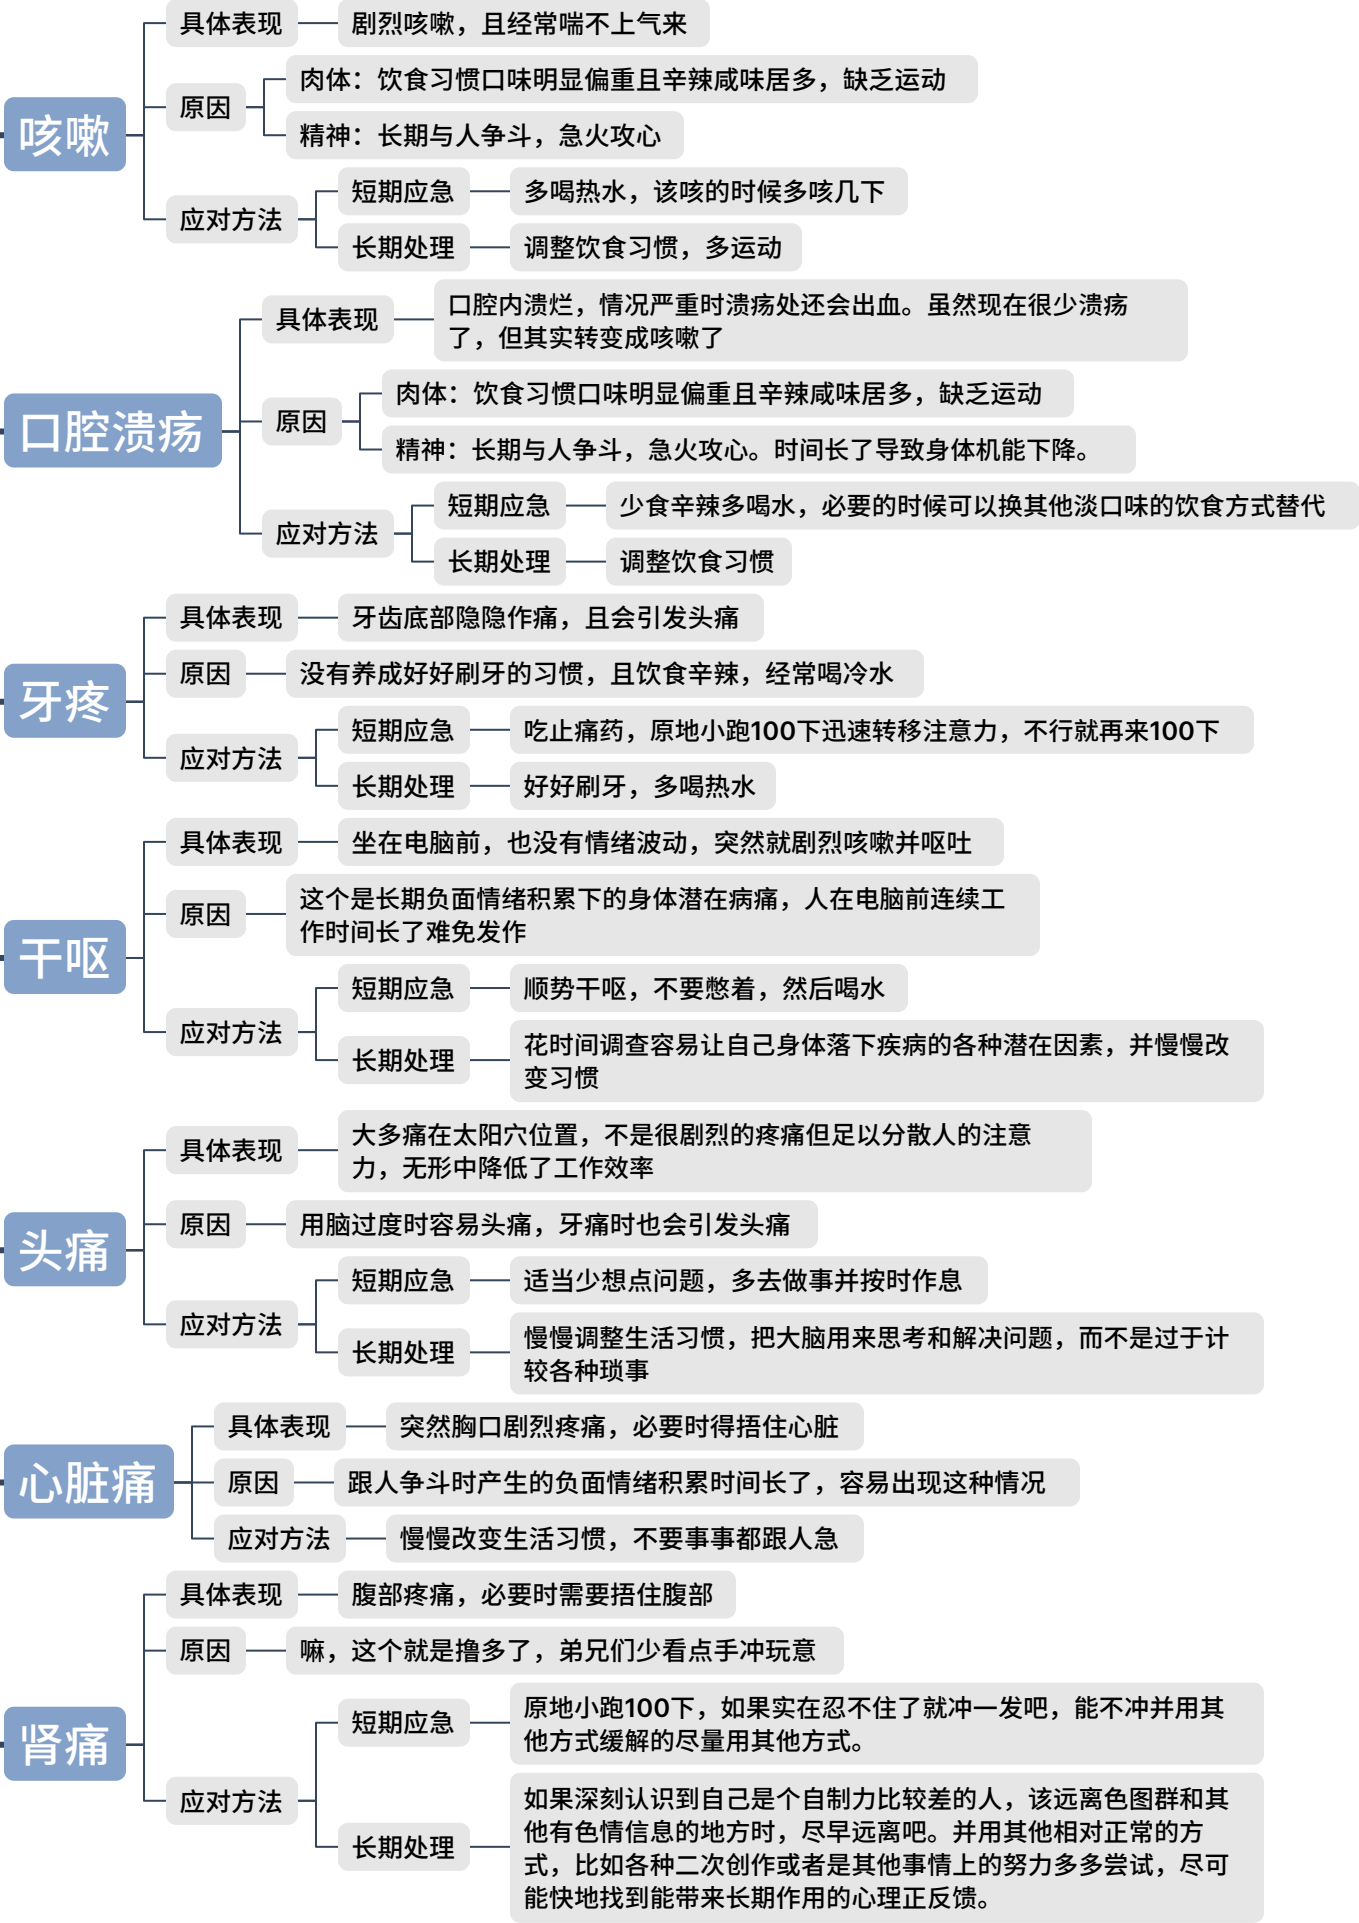 咳嗽
具体表现
剧烈咳嗽，且经常喘不上气来
原因
肉体：饮食习惯口味明显偏重且辛辣咸味居多，缺乏运动
精神：长期与人争斗，急火攻心
应对方法
短期应急
多喝热水，该咳的时候多咳几下
长期处理
调整饮食习惯，多运动
口腔溃疡
具体表现
口腔内溃烂，情况严重时溃疡处还会出血。虽然现在很少溃疡
了，但其实转变成咳嗽了
原因
肉体：饮食习惯口味明显偏重且辛辣咸味居多，缺乏运动
精神：长期与人争斗，急火攻心。时间长了导致身体机能下降。
应对方法
短期应急
少食辛辣多喝水，必要的时候可以换其他淡口味的饮食方式替代
长期处理
调整饮食习惯
牙疼
具体表现
牙齿底部隐隐作痛，且会引发头痛
原因
没有养成好好刷牙的习惯，且饮食辛辣，经常喝冷水
应对方法
短期应急
吃止痛药，原地小跑100下迅速转移注意力，不行就再来100下
长期处理
好好刷牙，多喝热水
干呕
具体表现
坐在电脑前，也没有情绪波动，突然就剧烈咳嗽并呕吐
原因
这个是长期负面情绪积累下的身体潜在病痛，人在电脑前连续工
作时间长了难免发作
应对方法
短期应急
顺势干呕，不要憋着，然后喝水
长期处理
花时间调查容易让自己身体落下疾病的各种潜在因素，并慢慢改
变习惯
头痛
具体表现
大多痛在太阳穴位置，不是很剧烈的疼痛但足以分散人的注意
力，无形中降低了工作效率
原因
用脑过度时容易头痛，牙痛时也会引发头痛
应对方法
短期应急
适当少想点问题，多去做事并按时作息
长期处理
慢慢调整生活习惯，把大脑用来思考和解决问题，而不是过于计
较各种琐事
心脏痛
具体表现
突然胸口剧烈疼痛，必要时得捂住心脏
原因
跟人争斗时产生的负面情绪积累时间长了，容易出现这种情况
应对方法
慢慢改变生活习惯，不要事事都跟人急
肾痛
具体表现
腹部疼痛，必要时需要捂住腹部
原因
嘛，这个就是撸多了，弟兄们少看点手冲玩意
应对方法
短期应急
原地小跑100下，如果实在忍不住了就冲一发吧，能不冲并用其
他方式缓解的尽量用其他方式。
长期处理
如果深刻认识到自己是个自制力比较差的人，该远离色图群和其
他有色情信息的地方时，尽早远离吧。并用其他相对正常的方
式，比如各种二次创作或者是其他事情上的努力多多尝试，尽可
能快地找到能带来长期作用的心理正反馈。